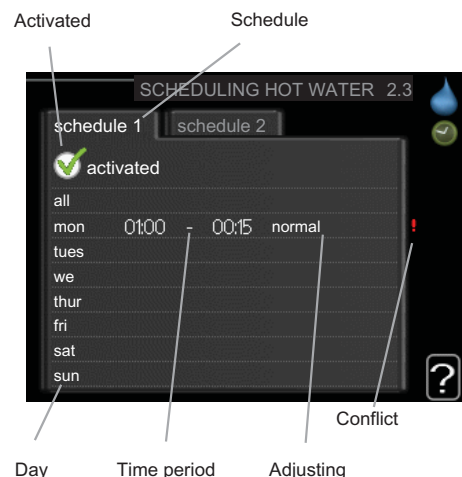 Activated Schedule
SCHEDULING HOT WATER 2.3
schedule 1 schedule 2
activated
all
mon 01:00 - 00:15 normal !
tues
we
thur
fri
sat
sun
?
Conflict
Day Time period Adjusting